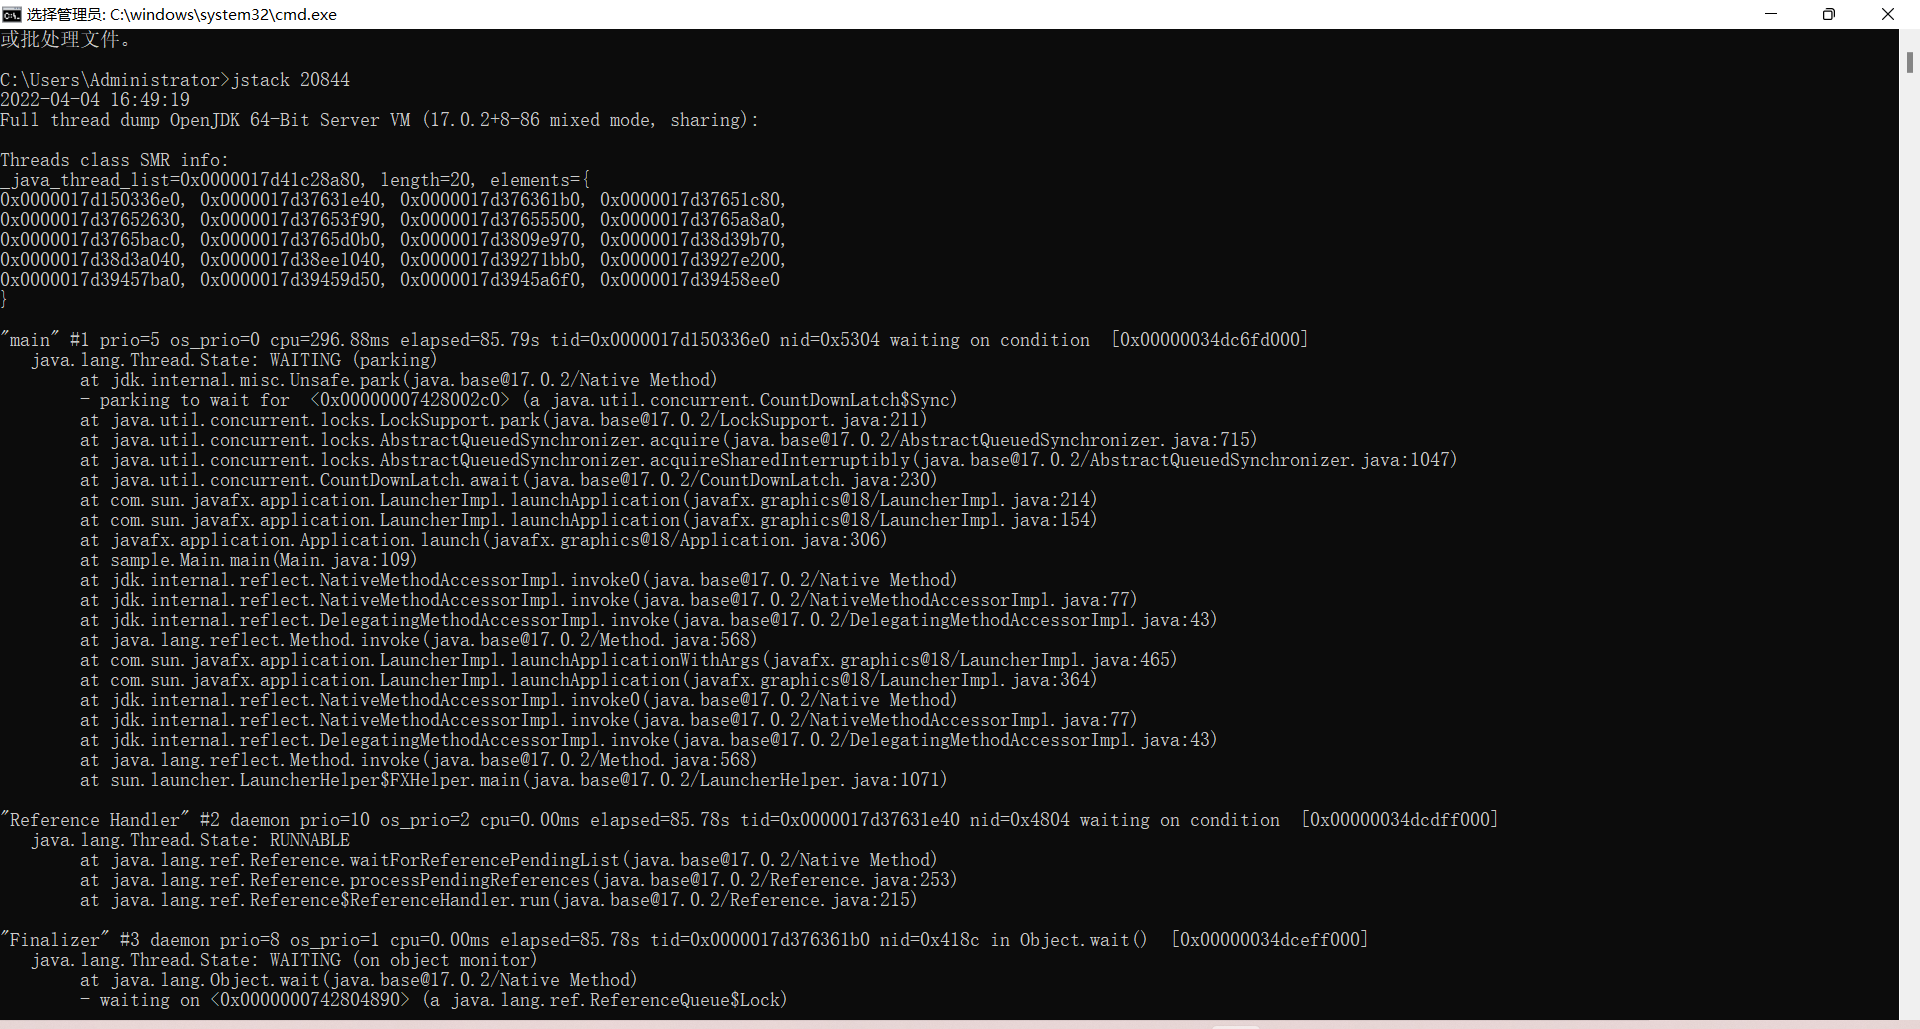 选择管理员: C:\windows\system32\cmd.exe
或批处理文件。
C:\Users\Administrator>jstack 20844
2022-04-04 16:49:19
Full thread dump OpenJDK 64-Bit Server VM (17.0.2+8-86 mixed mode, sharing):
Threads class SMR info:
_java_thread_list=0x0000017d41c28a80, length=20, elements={
0x0000017d150336e0, 0x0000017d37631e40, 0x0000017d376361b0, 0x0000017d37651c80,
0x0000017d37652630, 0x0000017d37653f90, 0x0000017d37655500, 0x0000017d3765a8a0,
0x0000017d3765bac0, 0x0000017d3765d0b0, 0x0000017d3809e970, 0x0000017d38d39b70,
0x0000017d38d3a040, 0x0000017d38ee1040, 0x0000017d39271bb0, 0x0000017d3927e200,
0x0000017d39457ba0, 0x0000017d39459d50, 0x0000017d3945a6f0, 0x0000017d39458ee0
}
"main" #1 prio=5 os_prio=0 cpu=296.88ms elapsed=85.79s tid=0x0000017d150336e0 nid=0x5304 waiting on condition  [0x00000034dc6fd000]
   java.lang.Thread.State: WAITING (parking)
        at jdk.internal.misc.Unsafe.park(java.base@17.0.2/Native Method)
        - parking to wait for  <0x00000007428002c0> (a java.util.concurrent.CountDownLatch$Sync)
        at java.util.concurrent.locks.LockSupport.park(java.base@17.0.2/LockSupport.java:211)
        at java.util.concurrent.locks.AbstractQueuedSynchronizer.acquire(java.base@17.0.2/AbstractQueuedSynchronizer.java:715)
        at java.util.concurrent.locks.AbstractQueuedSynchronizer.acquireSharedInterruptibly(java.base@17.0.2/AbstractQueuedSynchronizer.java:1047)
        at java.util.concurrent.CountDownLatch.await(java.base@17.0.2/CountDownLatch.java:230)
        at com.sun.javafx.application.LauncherImpl.launchApplication(javafx.graphics@18/LauncherImpl.java:214)
        at com.sun.javafx.application.LauncherImpl.launchApplication(javafx.graphics@18/LauncherImpl.java:154)
        at javafx.application.Application.launch(javafx.graphics@18/Application.java:306)
        at sample.Main.main(Main.java:109)
        at jdk.internal.reflect.NativeMethodAccessorImpl.invoke0(java.base@17.0.2/Native Method)
        at jdk.internal.reflect.NativeMethodAccessorImpl.invoke(java.base@17.0.2/NativeMethodAccessorImpl.java:77)
        at jdk.internal.reflect.DelegatingMethodAccessorImpl.invoke(java.base@17.0.2/DelegatingMethodAccessorImpl.java:43)
        at java.lang.reflect.Method.invoke(java.base@17.0.2/Method.java:568)
        at com.sun.javafx.application.LauncherImpl.launchApplicationWithArgs(javafx.graphics@18/LauncherImpl.java:465)
        at com.sun.javafx.application.LauncherImpl.launchApplication(javafx.graphics@18/LauncherImpl.java:364)
        at jdk.internal.reflect.NativeMethodAccessorImpl.invoke0(java.base@17.0.2/Native Method)
        at jdk.internal.reflect.NativeMethodAccessorImpl.invoke(java.base@17.0.2/NativeMethodAccessorImpl.java:77)
        at jdk.internal.reflect.DelegatingMethodAccessorImpl.invoke(java.base@17.0.2/DelegatingMethodAccessorImpl.java:43)
        at java.lang.reflect.Method.invoke(java.base@17.0.2/Method.java:568)
        at sun.launcher.LauncherHelper$FXHelper.main(java.base@17.0.2/LauncherHelper.java:1071)
"Reference Handler" #2 daemon prio=10 os_prio=2 cpu=0.00ms elapsed=85.78s tid=0x0000017d37631e40 nid=0x4804 waiting on condition  [0x00000034dcdff000]
   java.lang.Thread.State: RUNNABLE
        at java.lang.ref.Reference.waitForReferencePendingList(java.base@17.0.2/Native Method)
        at java.lang.ref.Reference.processPendingReferences(java.base@17.0.2/Reference.java:253)
        at java.lang.ref.Reference$ReferenceHandler.run(java.base@17.0.2/Reference.java:215)
"Finalizer" #3 daemon prio=8 os_prio=1 cpu=0.00ms elapsed=85.78s tid=0x0000017d376361b0 nid=0x418c in Object.wait()  [0x00000034dceff000]
   java.lang.Thread.State: WAITING (on object monitor)
        at java.lang.Object.wait(java.base@17.0.2/Native Method)
        - waiting on <0x0000000742804890> (a java.lang.ref.ReferenceQueue$Lock)